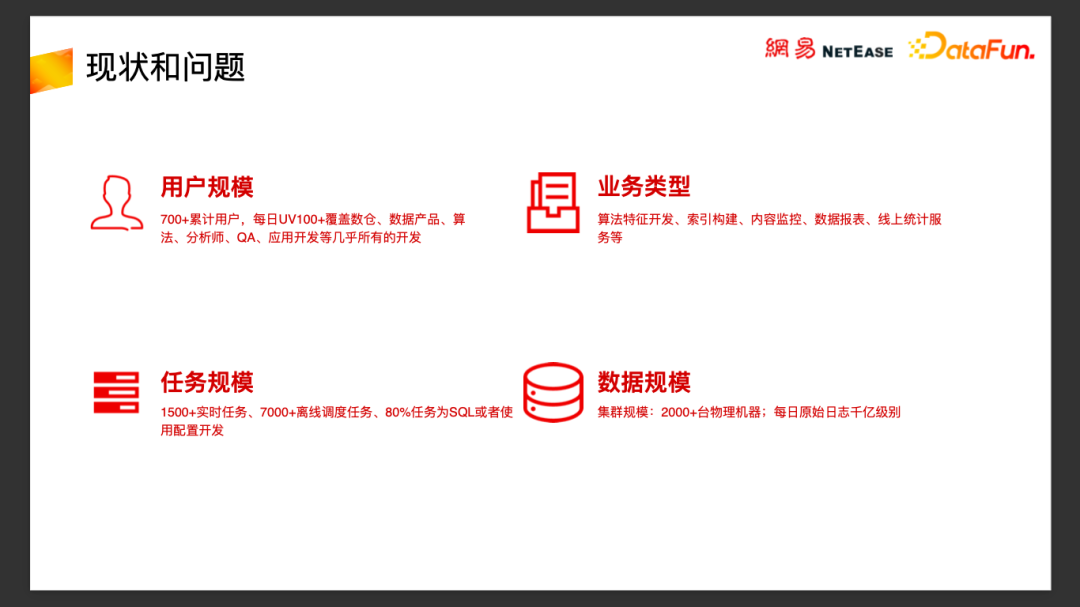 现状和问题
網易 NETEASE
DataFun.
用户规模
700+累计用户，每日UV100+覆盖数仓、数据产品、算
法、分析师、QA、应用开发等几乎所有的开发
业务类型
算法特征开发、索引构建、内容监控、数据报表、线上统计服
务等
任务规模
1500+实时任务、7000+离线调度任务、80%任务为SQL或者使
用配置开发
数据规模
集群规模：2000+台物理机器；每日原始日志千亿级别